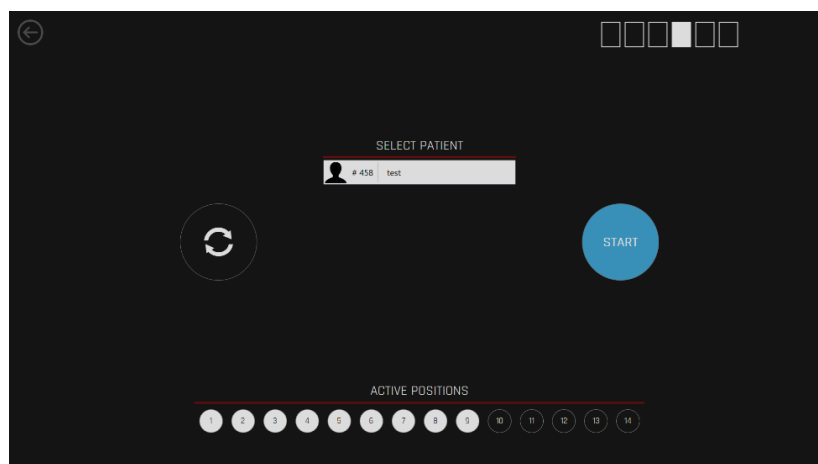 SELECT PATIENT
# 458 test
START
ACTIVE POSITIONS
1 2 3 4 5 6 7 8 9 10 11 12 13 14